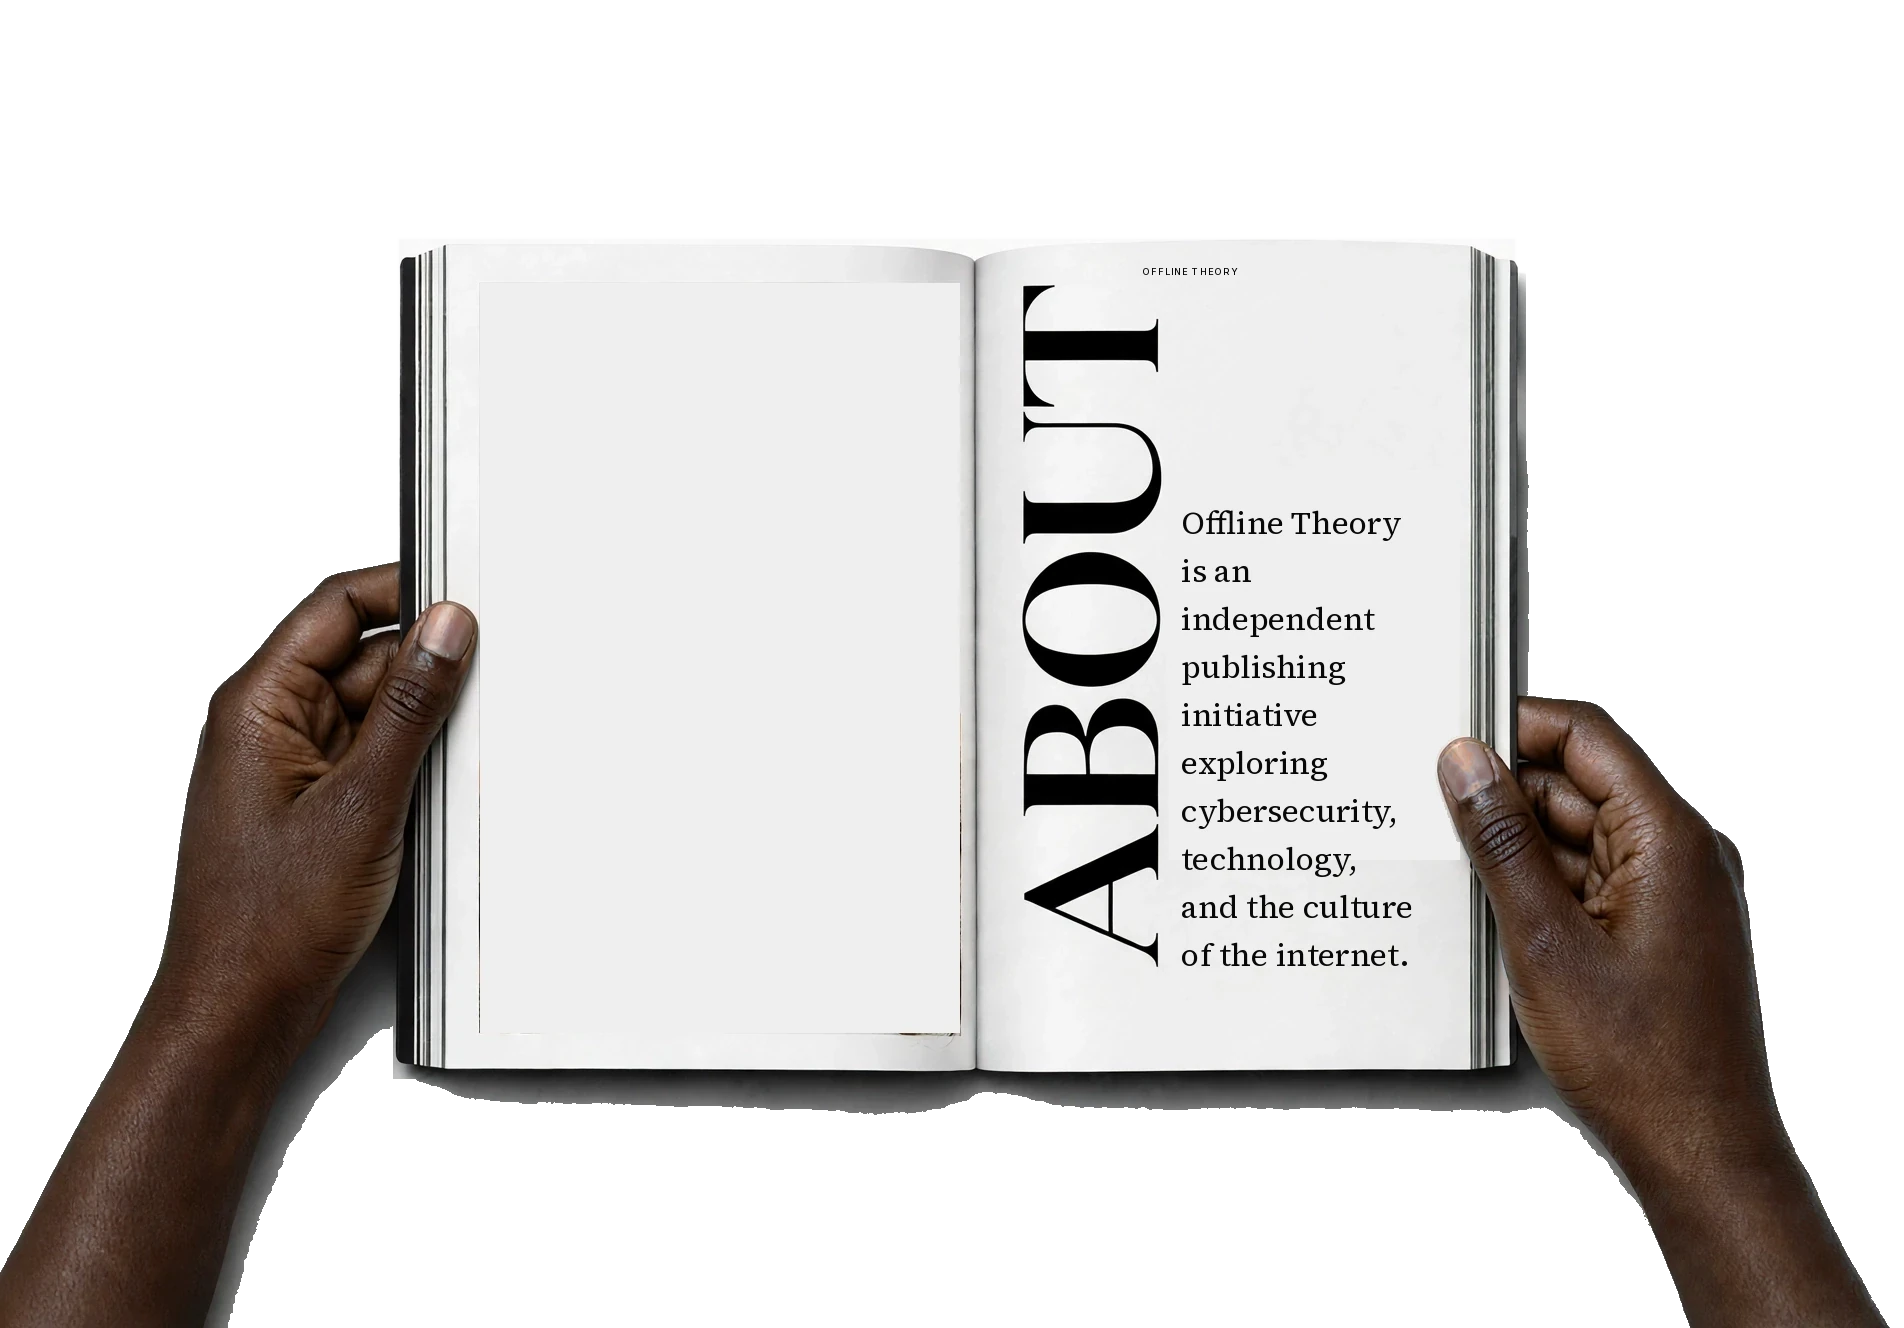 OFFLINE THEORY
ABOUT
Offline Theory
is an
independent
publishing
initiative
exploring
cybersecurity,
technology,
and the culture
of the internet.